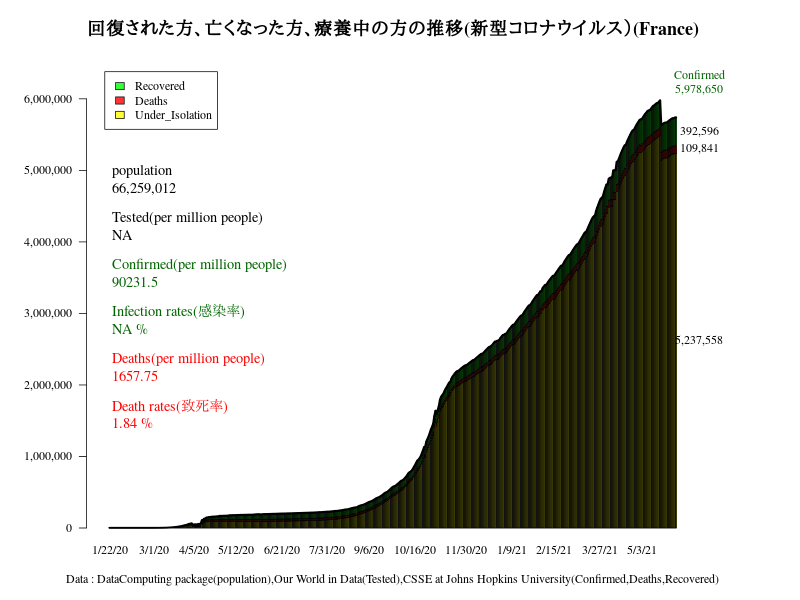 回復された方、亡くなった方、療養中の方の推移(新型コロナウイルス)(France)
Confirmed
5,978,650
Recovered
Deaths
Under_Isolation
392,596
109,841
5,237,558
population
66,259,012
Tested(per million people)
NA
Confirmed(per million people)
90231.5
Infection rates(感染率)
NA %
Deaths(per million people)
1657.75
Death rates(致死率)
1.84 %
6,000,000
5,000,000
4,000,000
3,000,000
2,000,000
1,000,000
0
1/22/20 3/1/20 4/5/20 5/12/20 6/21/20 7/31/20 9/6/20 10/16/20 11/30/20 1/9/21 2/15/21 3/27/21 5/3/21
Data : DataComputing package(population),Our World in Data(Tested),CSSE at Johns Hopkins University(Confirmed,Deaths,Recovered)